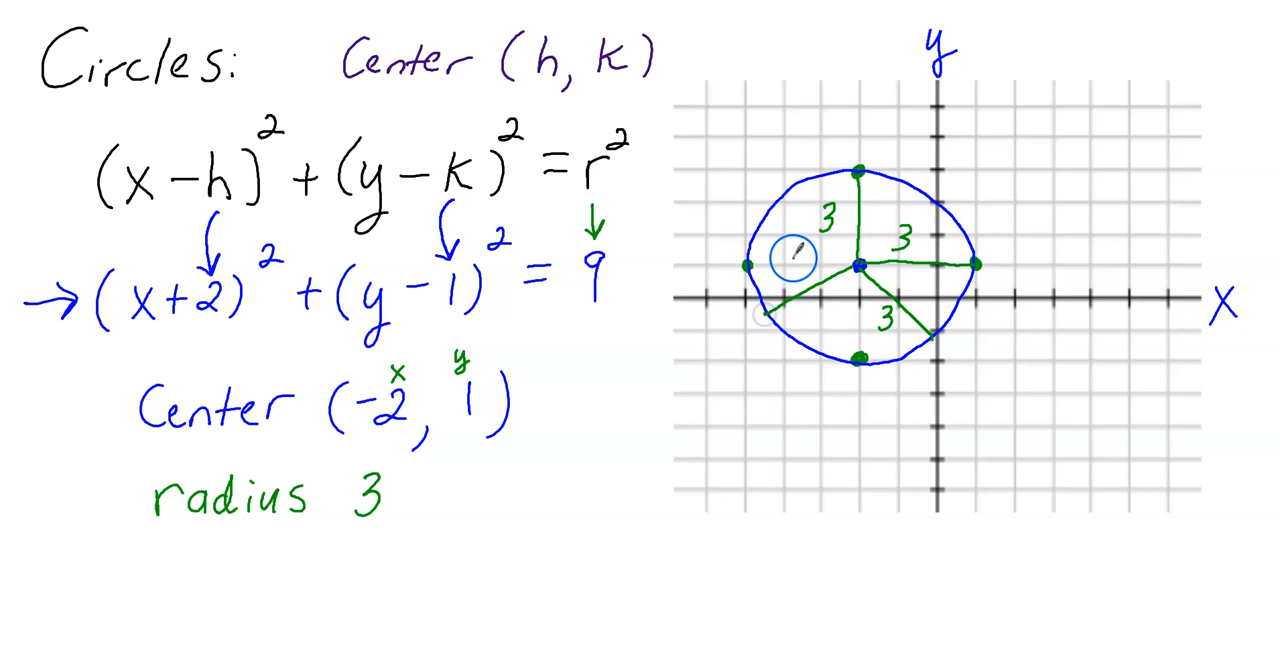 Circles: Center (h, k)
(x-h)² + (y-k)² = r²
→ (x+2)² + (y-1)² = 9
x y
Center (-2, 1)
radius 3
y
3
3
3
X